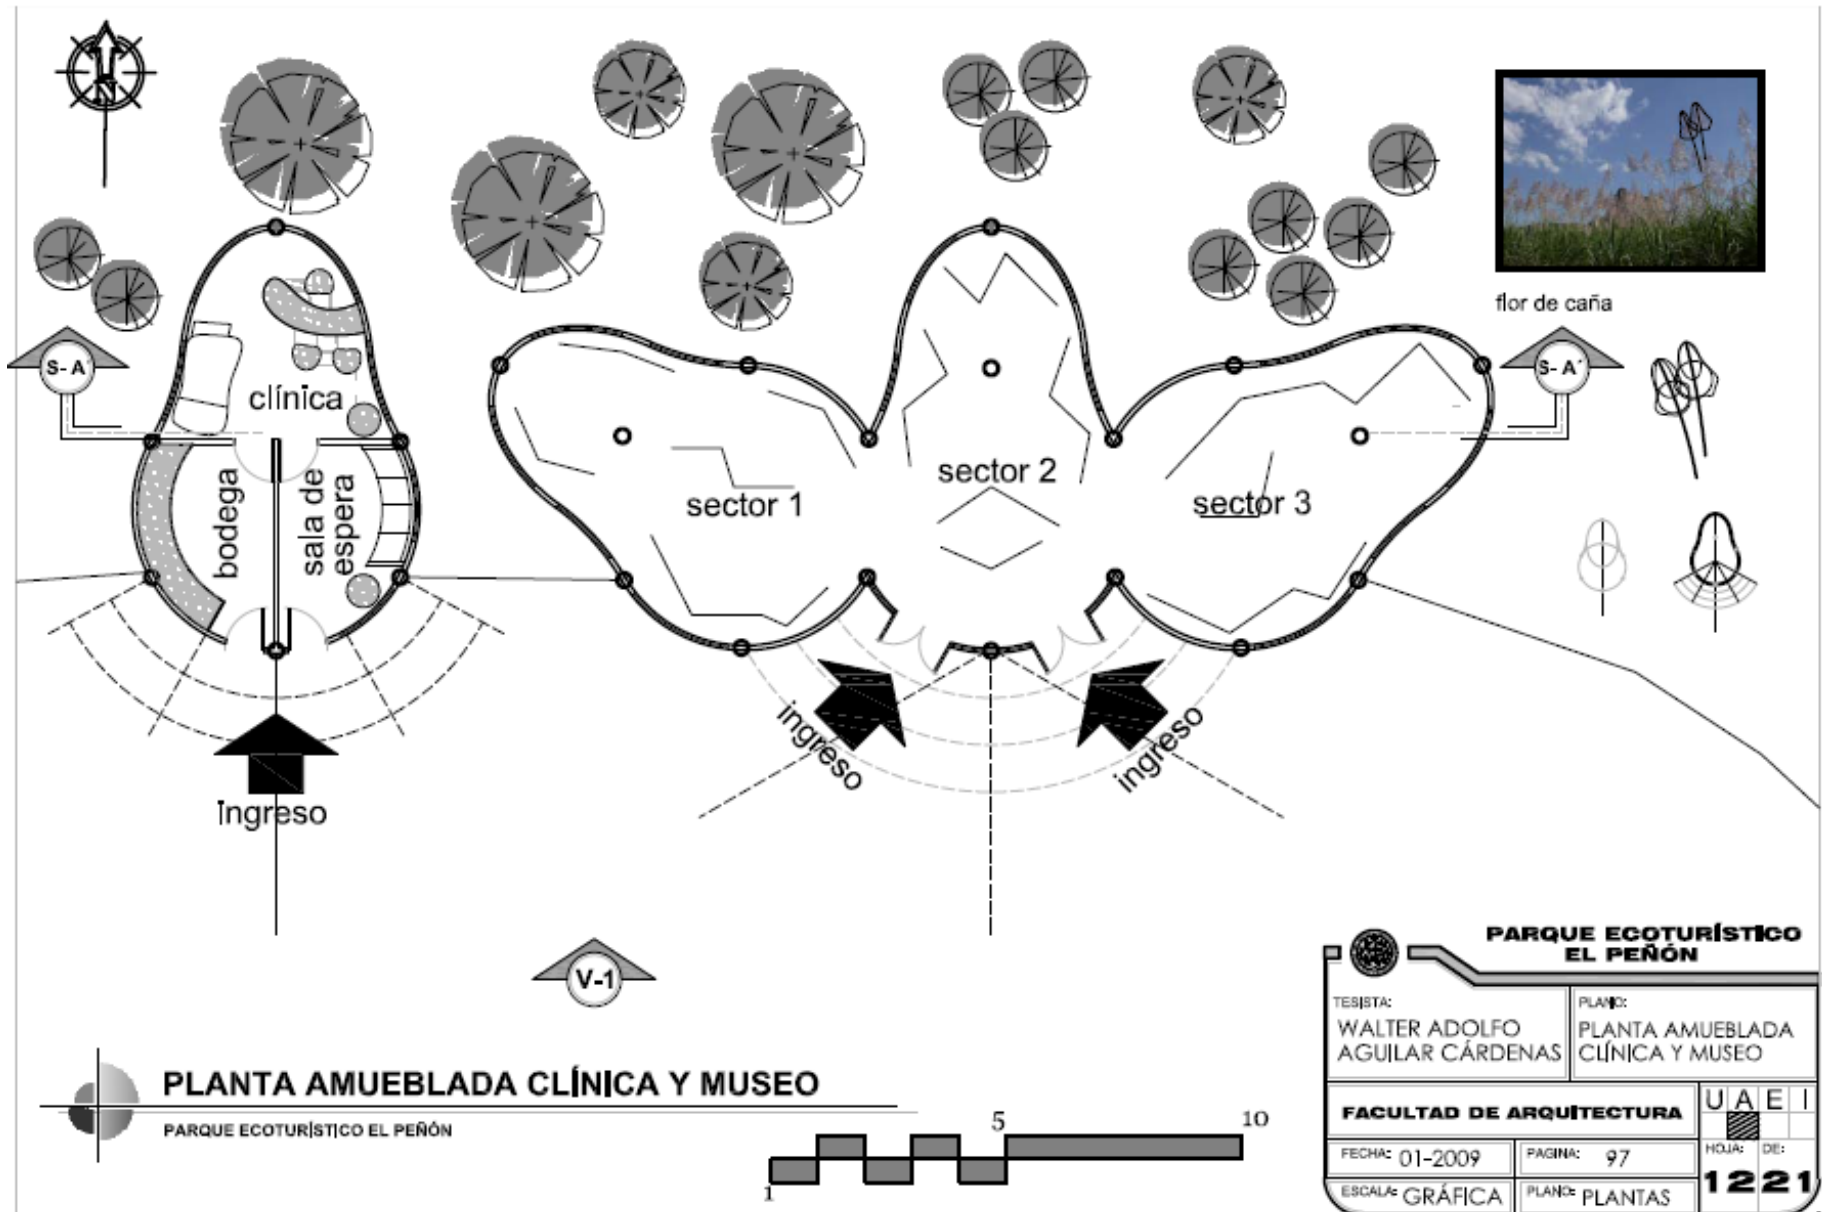 N
flor de caña
S- A
S- A´
clínica
bodega
sala de
espera
sector 1
sector 2
sector 3
ingreso
ingreso
ingreso
V-1
PLANTA AMUEBLADA CLÍNICA Y MUSEO
PARQUE ECOTURÍSTICO EL PEÑÓN
1
5
10
PARQUE ECOTURÍSTICO
EL PEÑÓN
TESISTA:
WALTER ADOLFO
AGUILAR CÁRDENAS
PLANO:
PLANTA AMUEBLADA
CLÍNICA Y MUSEO
FACULTAD DE ARQUITECTURA
U A E I
FECHA: 01-2009
PAGINA: 97
HOJA: DE:
12 21
ESCALA: GRÁFICA
PLANO: PLANTAS